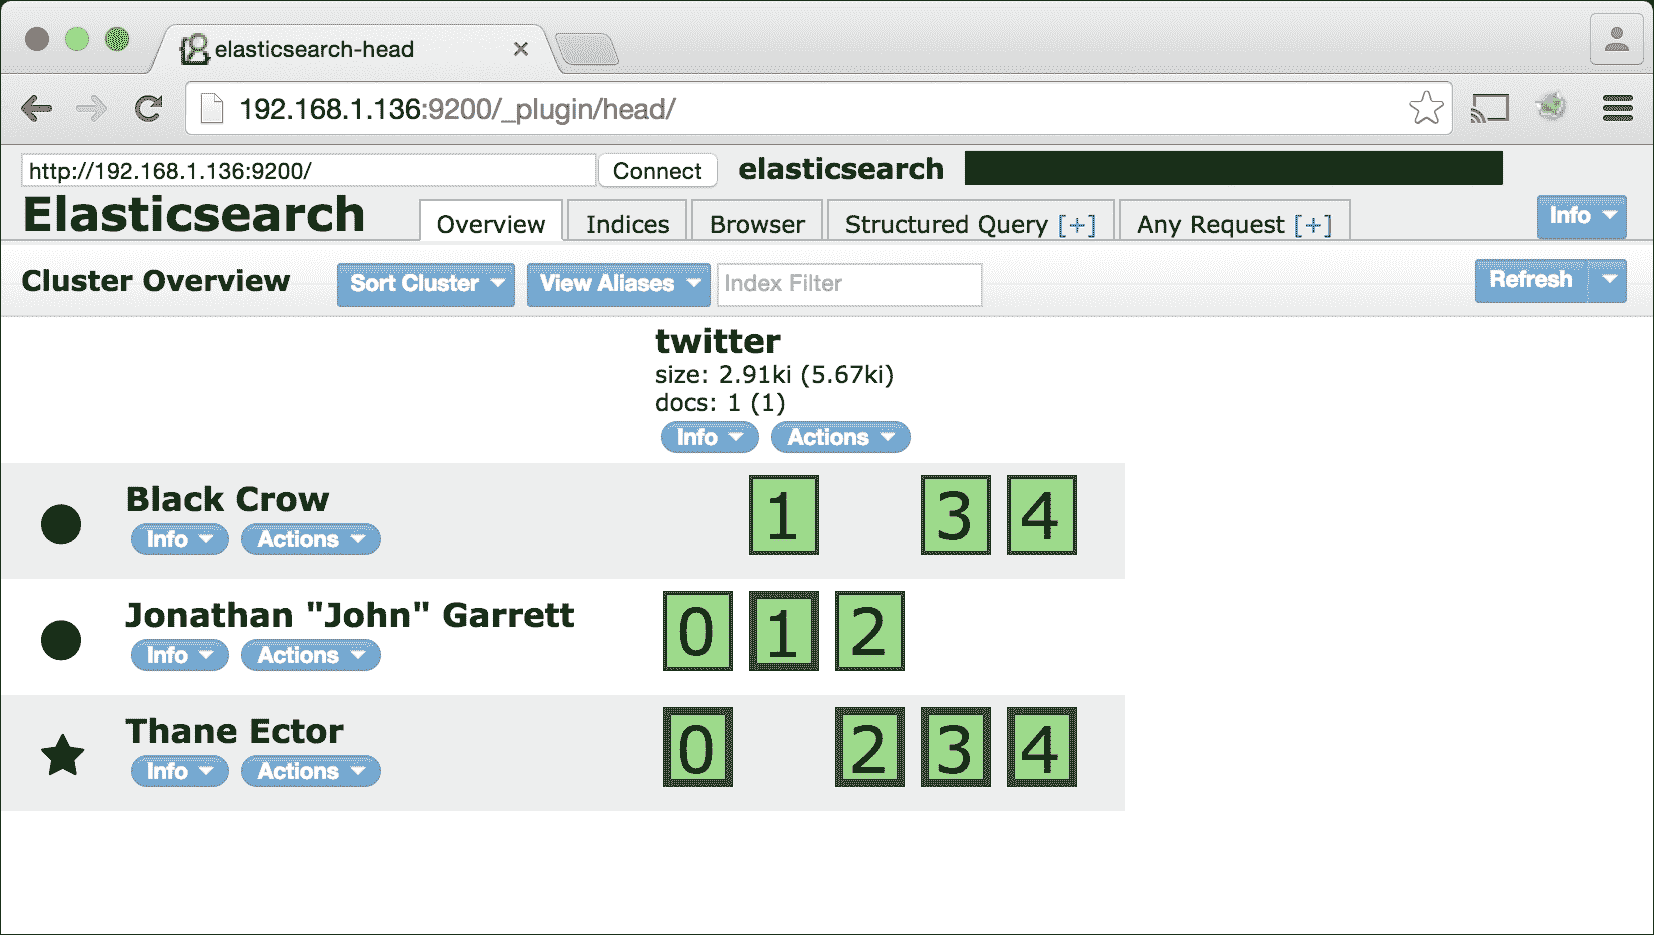 elasticsearch-head
192.168.1.136:9200/_plugin/head/
http://192.168.1.136:9200/ Connect elasticsearch
Elasticsearch Overview Indices Browser Structured Query [+] Any Request [+] Info
Cluster Overview Sort Cluster View Aliases Index Filter Refresh
twitter
size: 2.91ki (5.67ki)
docs: 1 (1)
Info Actions
Black Crow 1 3 4
Info Actions
Jonathan "John" Garrett 0 1 2
Info Actions
Thane Ector 0 2 3 4
Info Actions